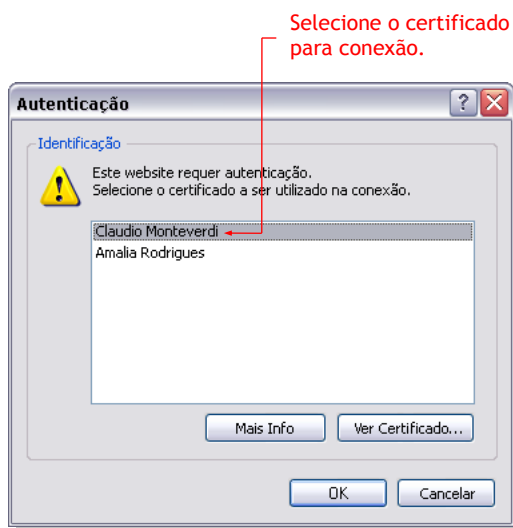 Selecione o certificado
para conexão.
Autenticação
Identificação
Este website requer autenticação.
Selecione o certificado a ser utilizado na conexão.
Claudio Monteverdi
Amalia Rodrigues
Mais Info
Ver Certificado...
OK
Cancelar